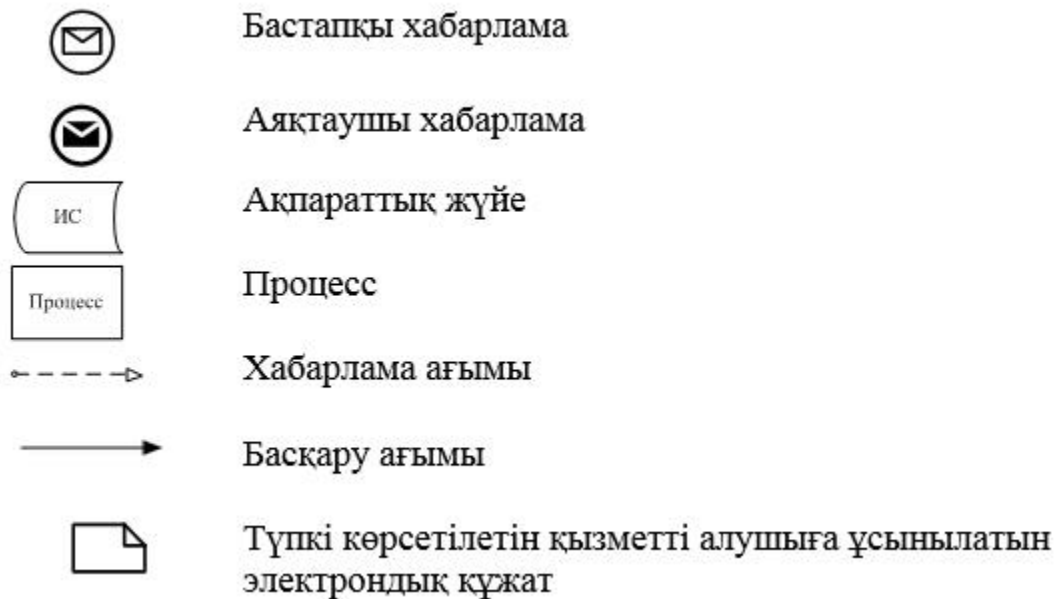 Бастапқы хабарлама
Аяқтаушы хабарлама
ИС
Ақпараттық жүйе
Процесс
Процесс
Хабарлама ағымы
Басқару ағымы
Түпкі көрсетілетін қызметті алушыға ұсынылатын
электрондық құжат